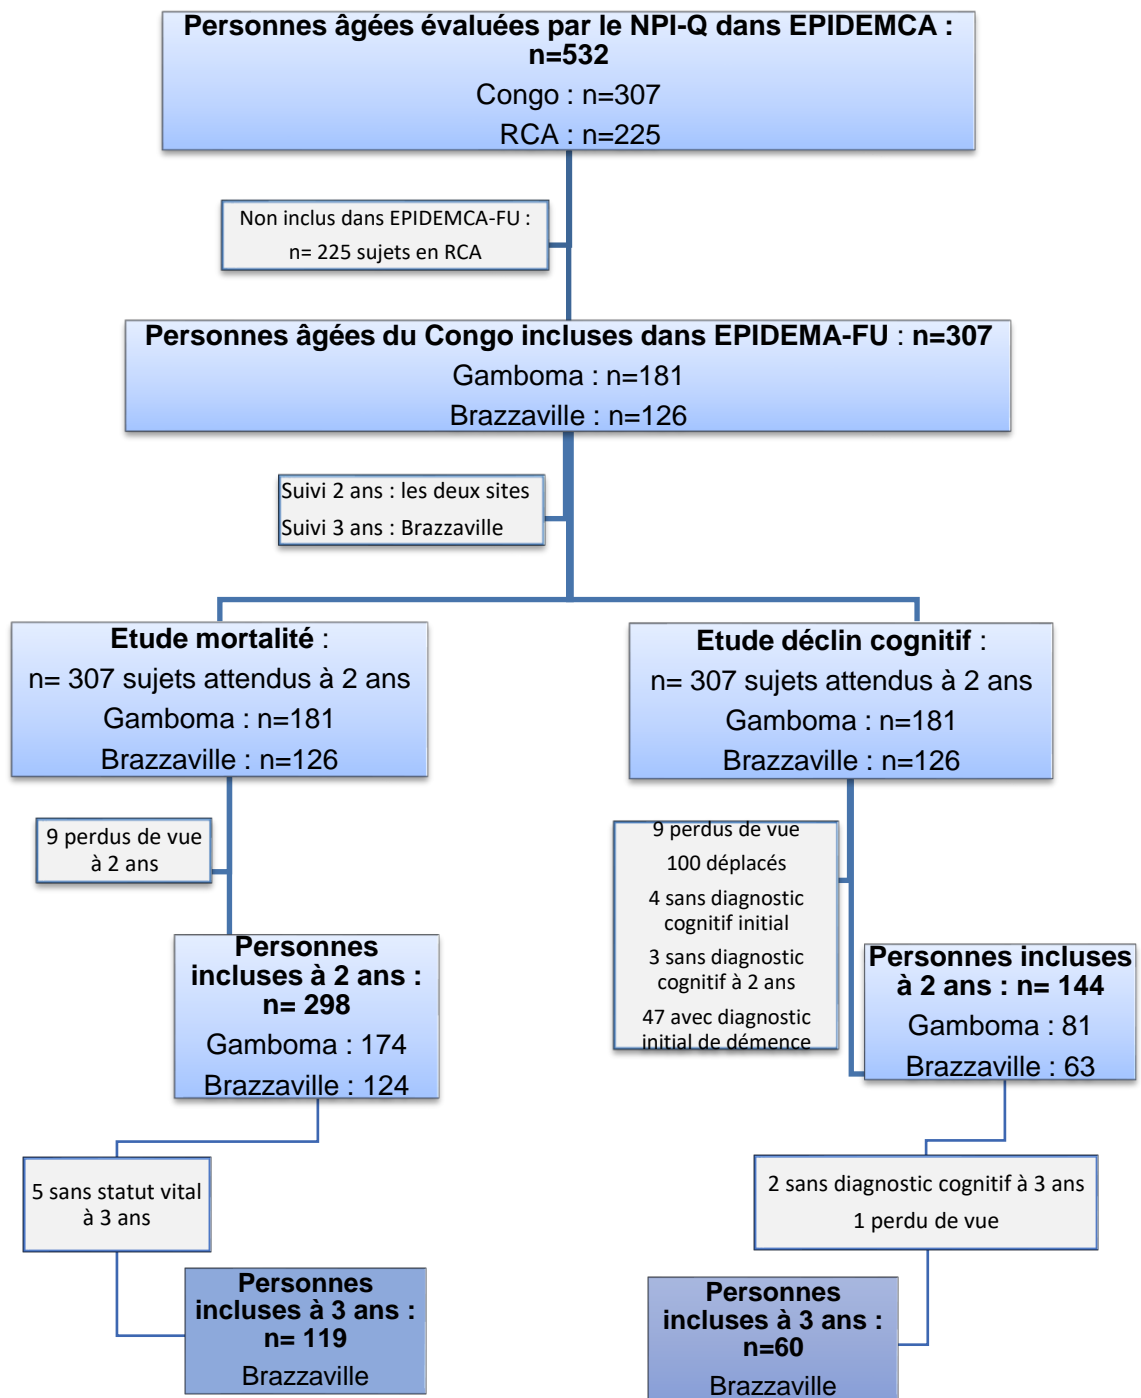 Personnes âgées évaluées par le NPI-Q dans EPIDEMCA :
n=532
Congo : n=307
RCA : n=225
Non inclus dans EPIDEMCA-FU :
n= 225 sujets en RCA
Personnes âgées du Congo incluses dans EPIDEMA-FU : n=307
Gamboma : n=181
Brazzaville : n=126
Suivi 2 ans : les deux sites
Suivi 3 ans : Brazzaville
Etude mortalité :
n= 307 sujets attendus à 2 ans
Gamboma : n=181
Brazzaville : n=126
Etude déclin cognitif :
n= 307 sujets attendus à 2 ans
Gamboma : n=181
Brazzaville : n=126
9 perdus de vue
à 2 ans
9 perdus de vue
100 déplacés
4 sans diagnostic
cognitif initial
3 sans diagnostic
cognitif à 2 ans
47 avec diagnostic
initial de démence
Personnes
incluses à 2 ans :
n= 298
Gamboma : 174
Brazzaville : 124
Personnes incluses
à 2 ans : n= 144
Gamboma : 81
Brazzaville : 63
5 sans statut vital
à 3 ans
2 sans diagnostic cognitif à 3 ans
1 perdu de vue
Personnes
incluses à 3 ans :
n= 119
Brazzaville
Personnes
incluses à 3 ans :
n=60
Brazzaville